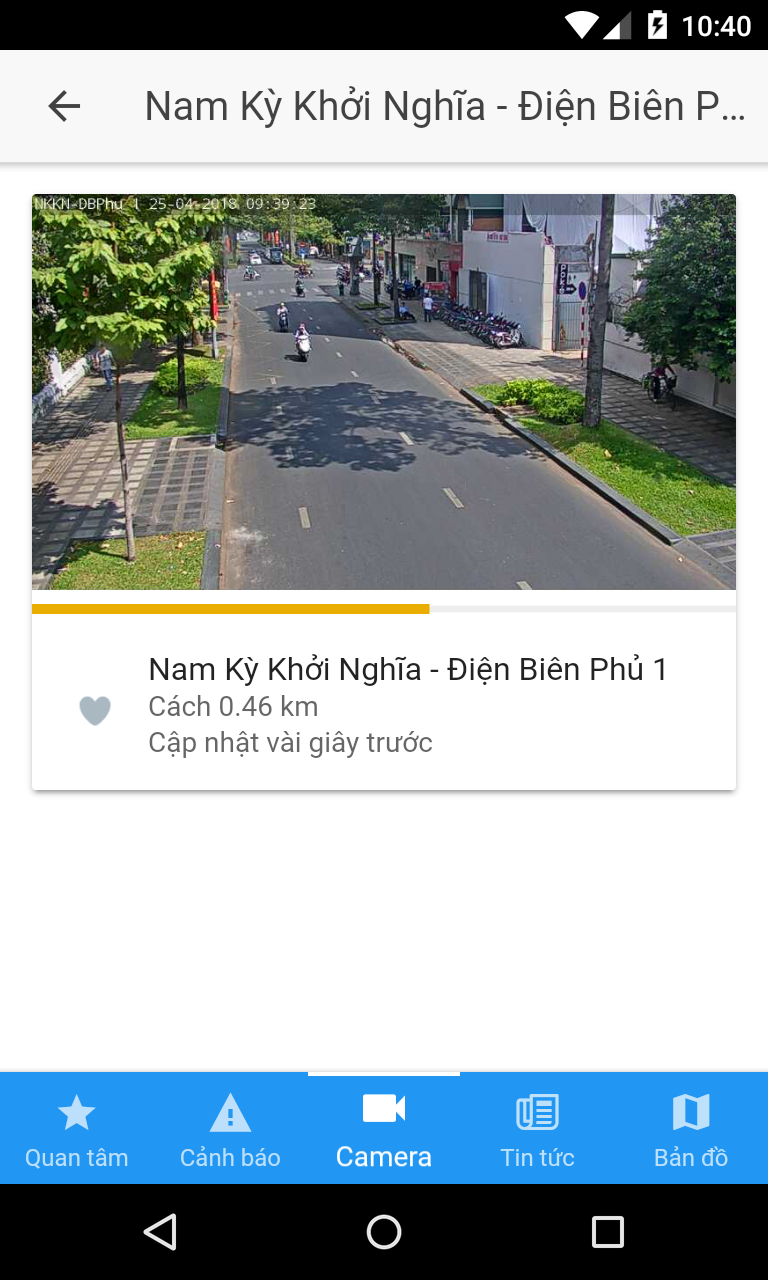 10:40
Nam Kỳ Khởi Nghĩa - Điện Biên P...
NKKN-DBPhu 1 25-04-2018 09:39:23
Nam Kỳ Khởi Nghĩa - Điện Biên Phủ 1
Cách 0.46 km
Cập nhật vài giây trước
Quan tâm
Cảnh báo
Camera
Tin tức
Bản đồ